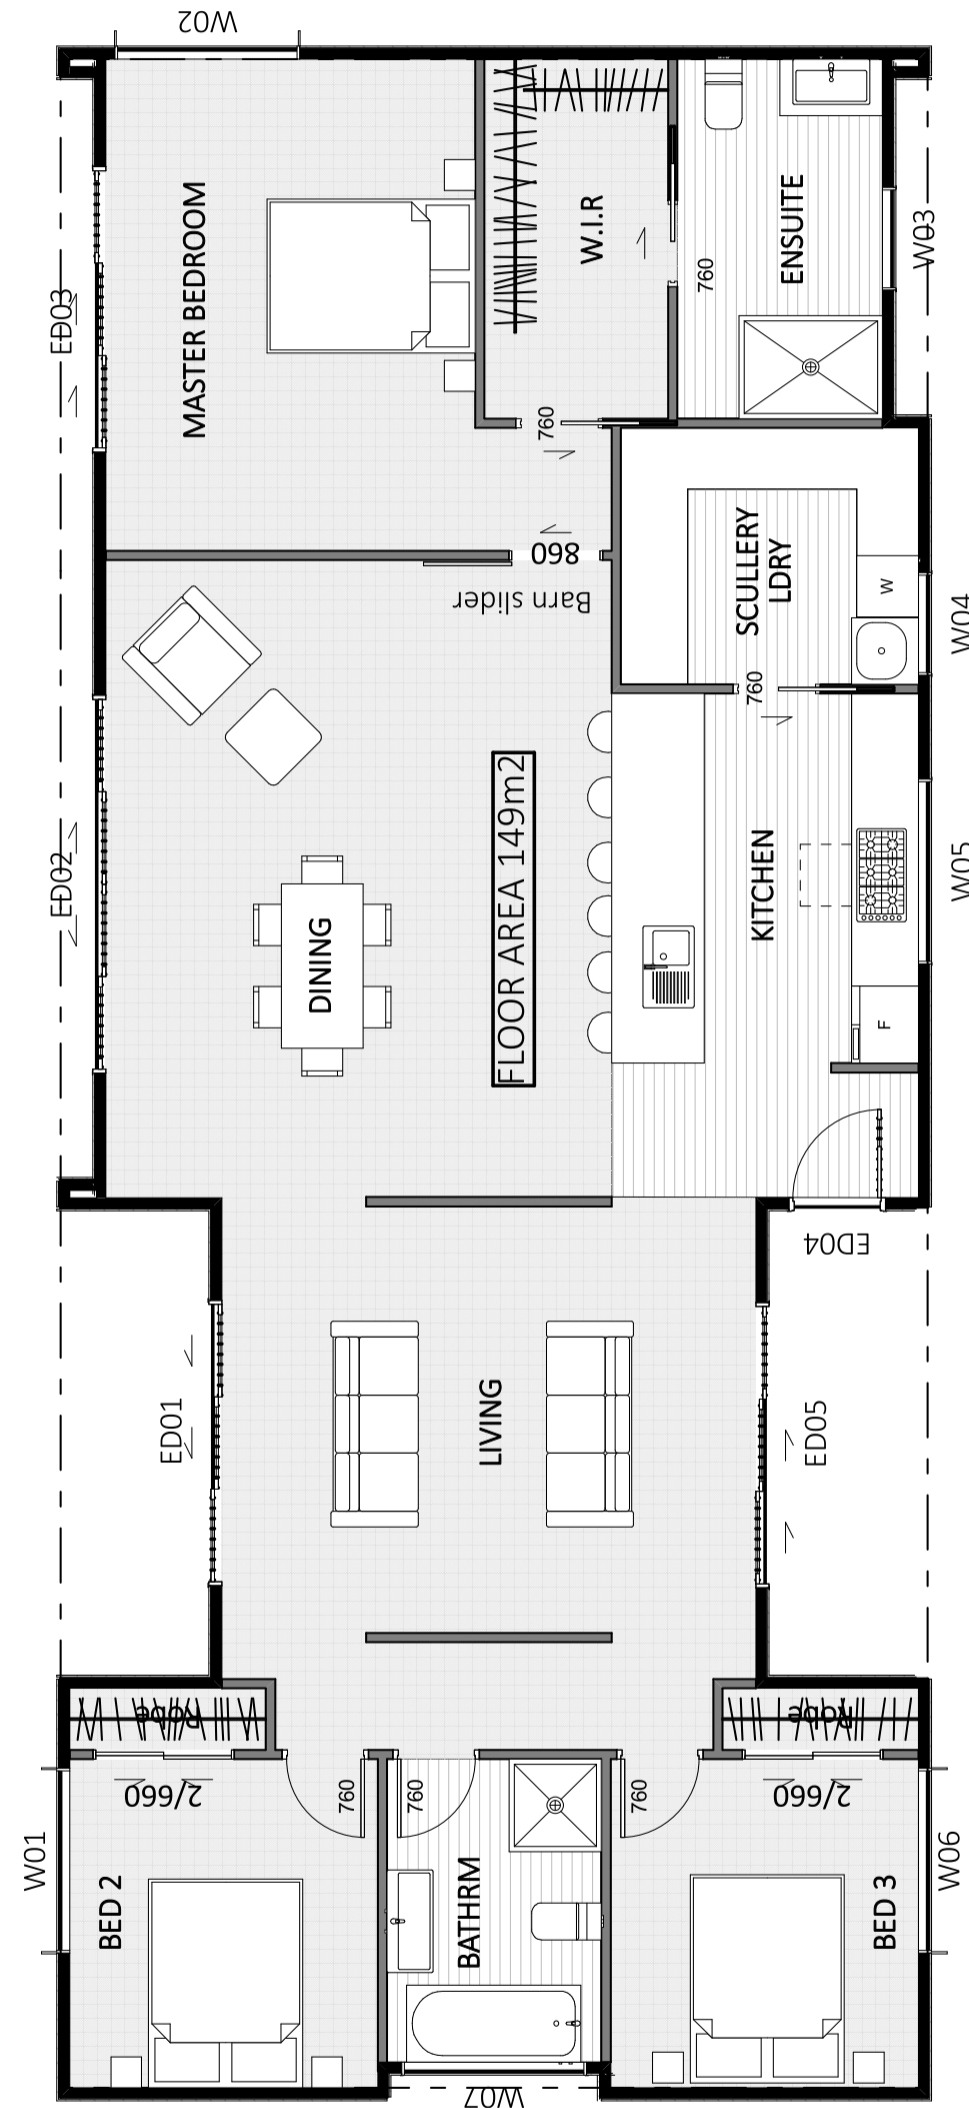 W02
ED03
MASTER BEDROOM
W.I.R
ENSUITE
760
W03
760
860
Barn slider
SCULLERY
LDRY
W
W04
760
ED02
DINING
FLOOR AREA 149m2
KITCHEN
W05
F
ED04
ED01
LIVING
ED05
Robe
Robe
2/660
760
760
760
2/660
W01
BED 2
BATHRM
BED 3
W06
W07